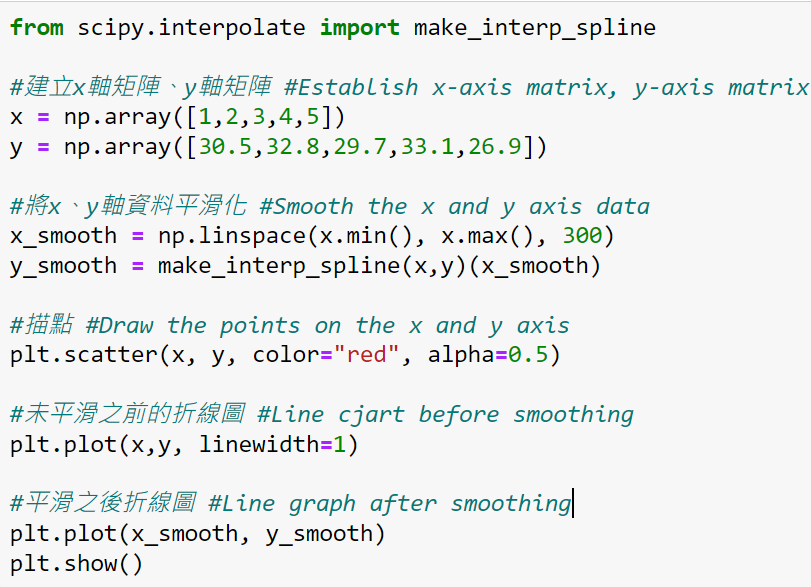 from scipy.interpolate import make_interp_spline
#建立x軸矩陣、y軸矩陣 #Establish x-axis matrix, y-axis matrix
x = np.array([1,2,3,4,5])
y = np.array([30.5,32.8,29.7,33.1,26.9])
#將x、y軸資料平滑化 #Smooth the x and y axis data
x_smooth = np.linspace(x.min(), x.max(), 300)
y_smooth = make_interp_spline(x,y)(x_smooth)
#描點 #Draw the points on the x and y axis
plt.scatter(x, y, color="red", alpha=0.5)
#未平滑之前的折線圖 #Line cjart before smoothing
plt.plot(x,y, linewidth=1)
#平滑之後折線圖 #Line graph after smoothing
plt.plot(x_smooth, y_smooth)
plt.show()